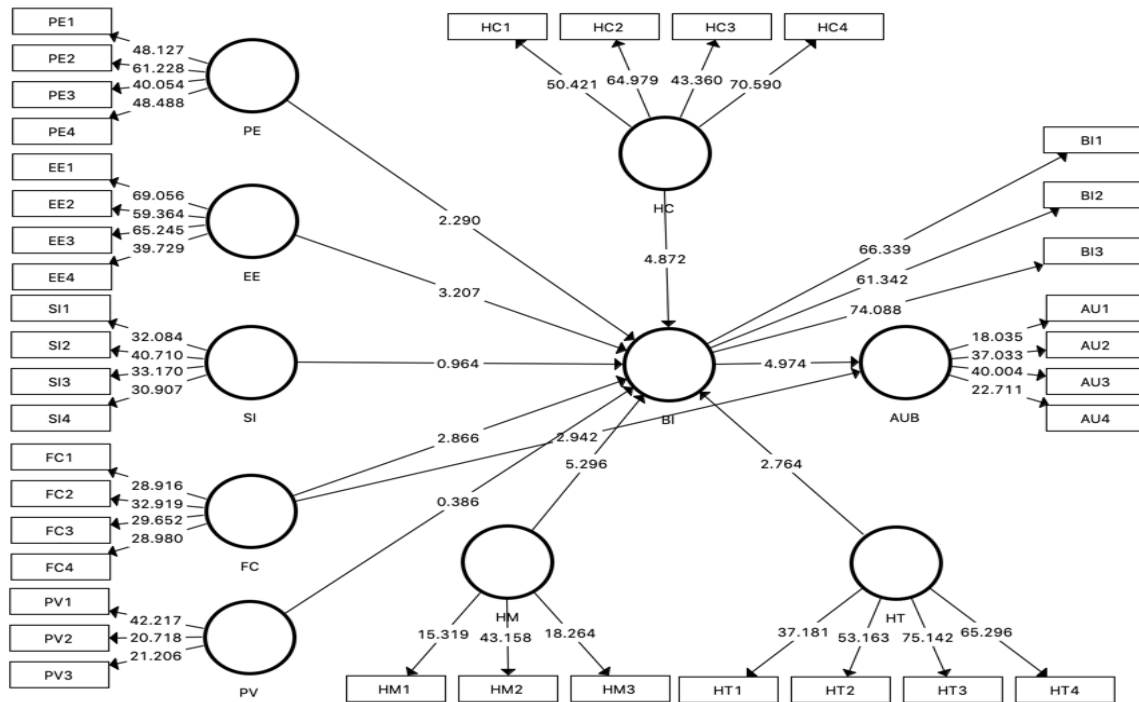 PE1
PE2
PE3
PE4
48.127
61.228
40.054
48.488
PE
HC1
HC2
HC3
HC4
50.421
64.979
43.360
70.590
HC
EE1
EE2
EE3
EE4
69.056
59.364
65.245
39.729
EE
SI1
SI2
SI3
SI4
32.084
40.710
33.170
30.907
SI
FC1
FC2
FC3
FC4
28.916
32.919
29.652
28.980
FC
PV1
PV2
PV3
42.217
20.718
21.206
PV
2.290
3.207
0.964
2.866
2.942
0.386
5.296
4.872
2.764
4.974
BI
BI1
BI2
BI3
66.339
61.342
74.088
AUB
AU1
AU2
AU3
AU4
18.035
37.033
40.004
22.711
HM
15.319
43.158
18.264
HM1
HM2
HM3
HT
37.181
53.163
75.142
65.296
HT1
HT2
HT3
HT4